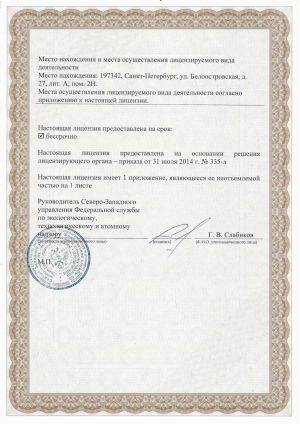 Место нахождения и места осуществления лицензируемого вида
деятельности
Место нахождения: 197342, Санкт-Петербург, ул. Белоостровская, д.
27, лит. А, пом. 2Н.
Места осуществления лицензируемого вида деятельности согласно
приложению к настоящей лицензии.
Настоящая лицензия предоставлена на срок:
☑ бессрочно
Настоящая лицензия предоставлена на основании решения
лицензирующего органа – приказа от 31 июля 2014 г. № 335-л
Настоящая лицензия имеет 1 приложение, являющееся ее неотъемлемой
частью на 1 листе
Руководитель Северо-Западного
управления Федеральной службы
по экологическому,
технологическому и атомному
надзору
Г. В. Слабиков
(подпись)
(Ф.И.О. уполномоченного лица)
М.П.